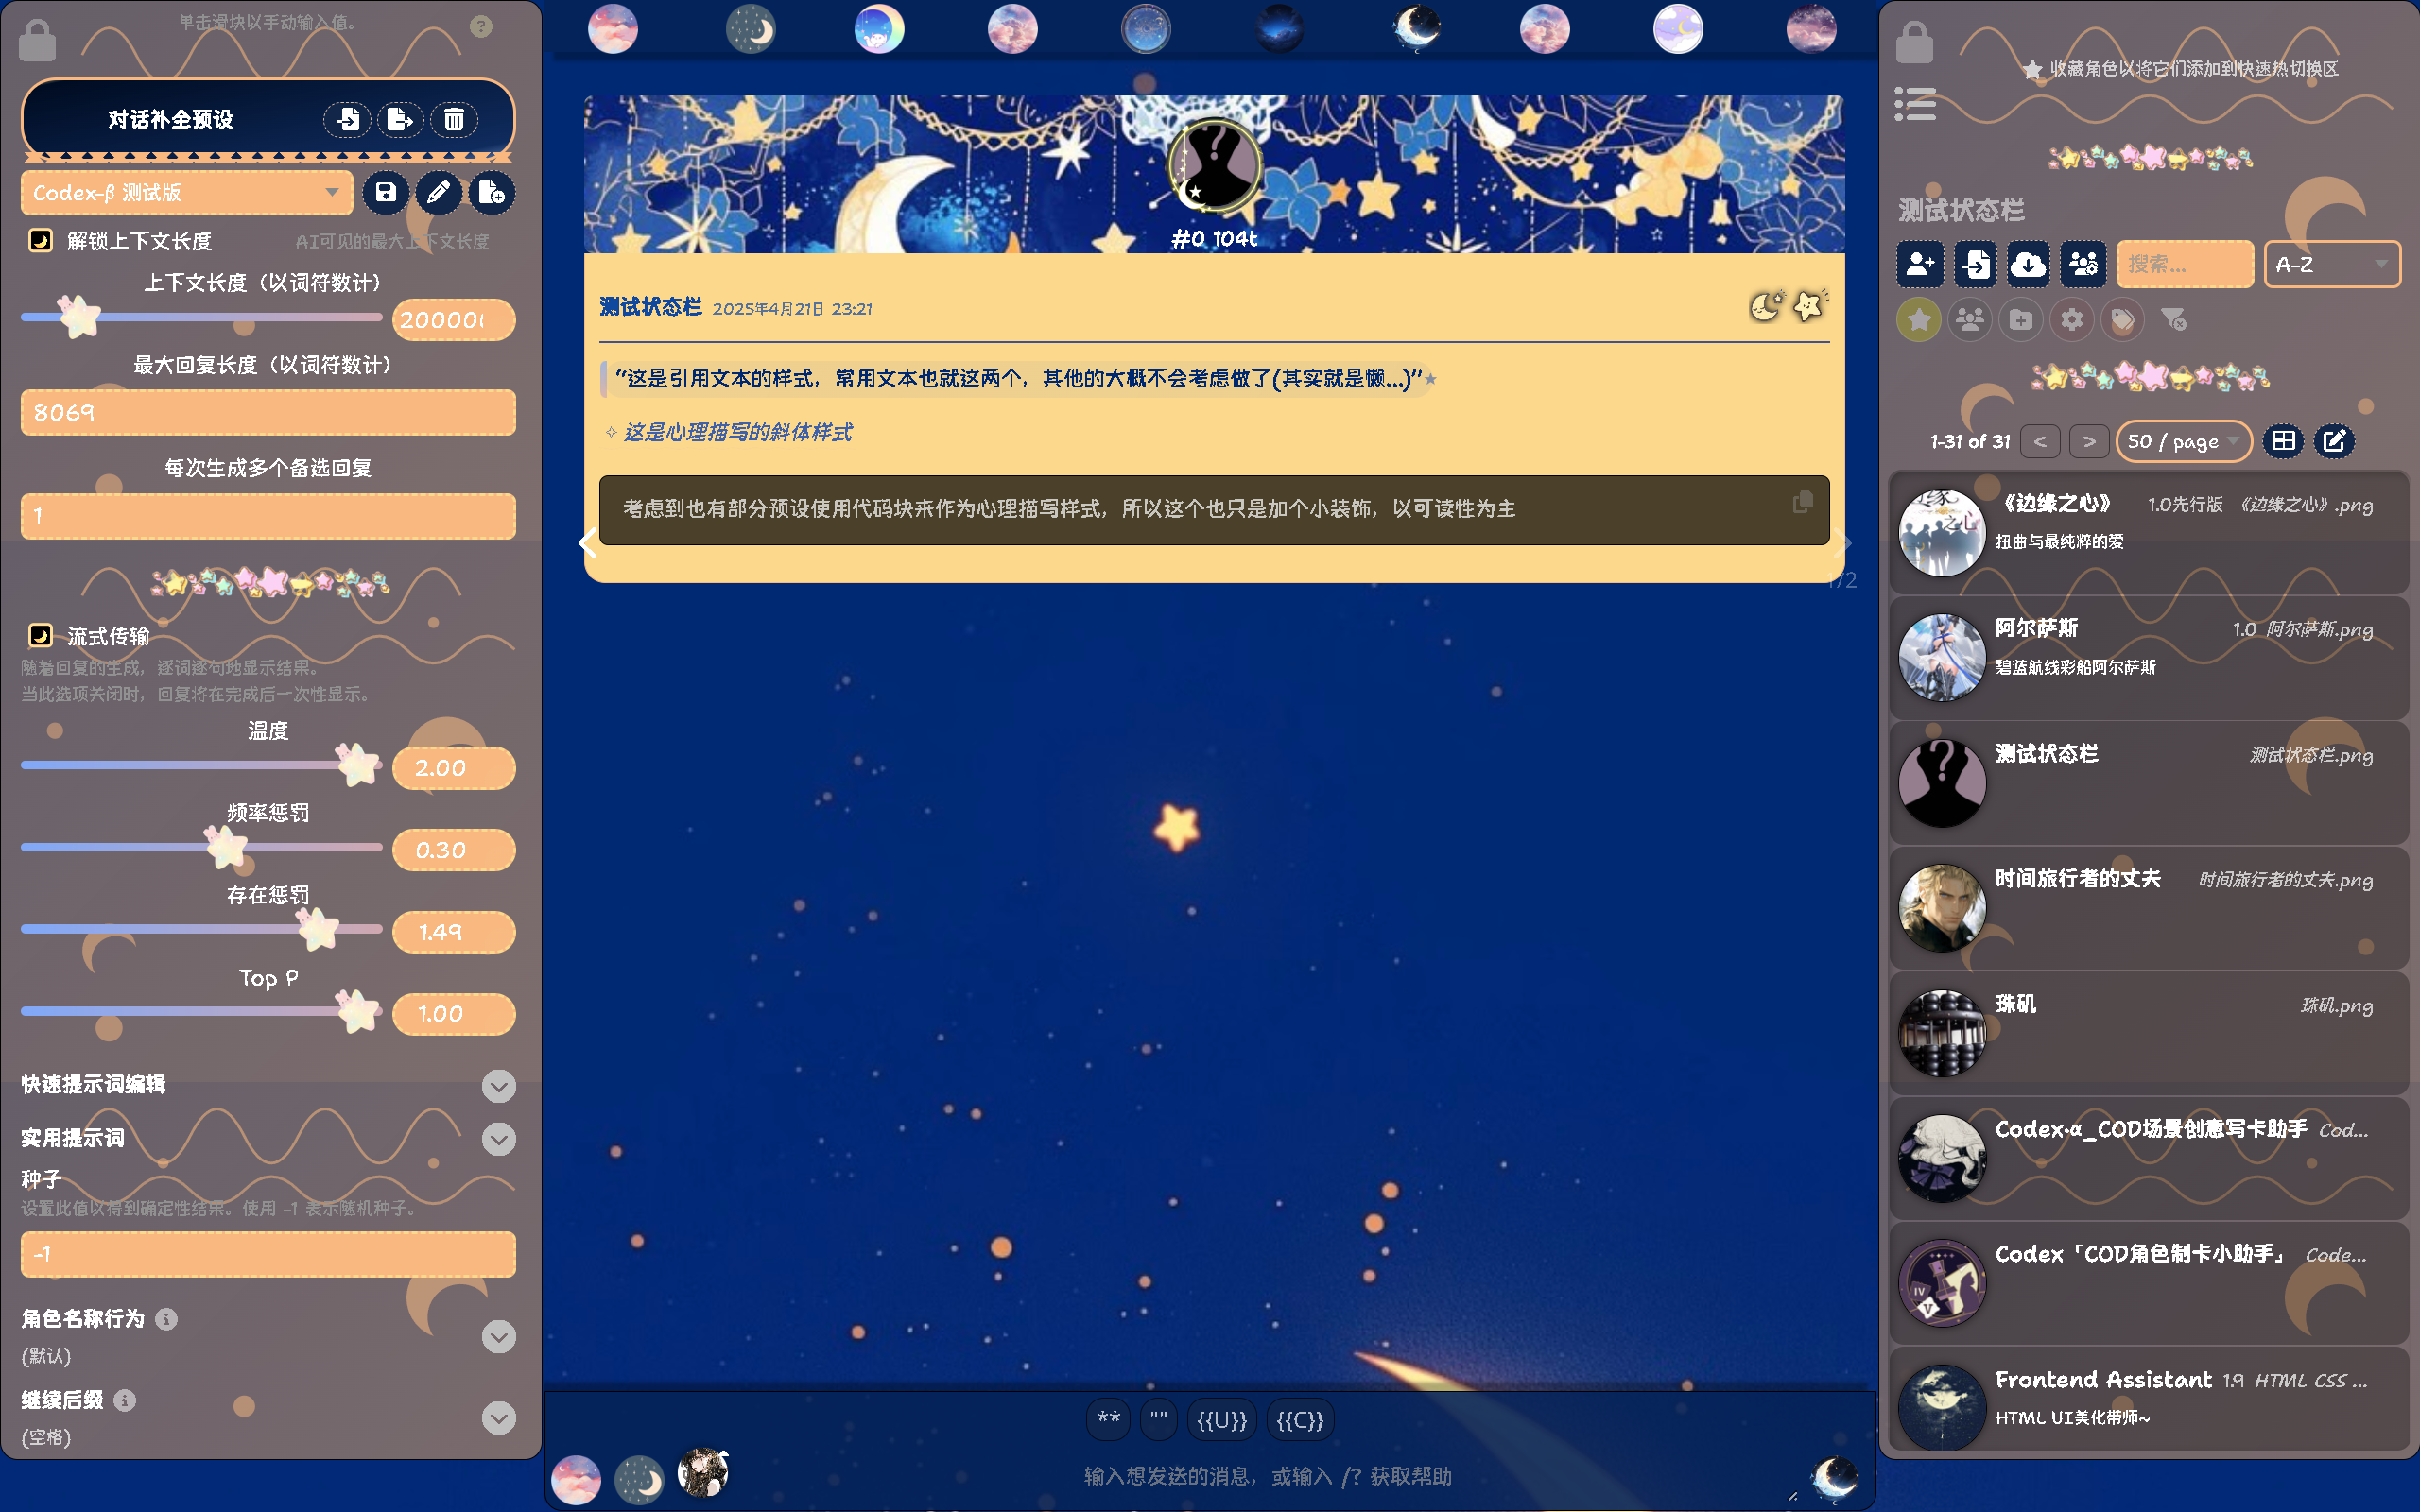 单击滑块以手动输入值。
?
对话补全预设
Codex-β 测试版
解锁上下文长度
AI可见的最大上下文长度
上下文长度（以词符数计）
20000
最大回复长度（以词符数计）
8069
每次生成多个备选回复
1
流式传输
随着回复的生成，逐词逐句地显示结果。
当此选项关闭时，回复将在完成后一次性显示。
温度
2.00
频率惩罚
0.30
存在惩罚
1.49
Top P
1.00
快速提示词编辑
实用提示词
种子
设置此值以得到确定性结果。使用 -1 表示随机种子。
-1
角色名称行为
(默认)
继续后缀
(空格)
#0 104t
测试状态栏 2025年4月21日 23:21
“这是引用文本的样式，常用文本也就这两个，其他的大概不会考虑做了(其实就是懒...)”
这是心理描写的斜体样式
考虑到也有部分预设使用代码块来作为心理描写样式，所以这个也只是加个小装饰，以可读性为主
1/2
** "" {{U}} {{C}}
输入想发送的消息，或输入 /? 获取帮助
收藏角色以将它们添加到快速热切换区
测试状态栏
搜索...
A-Z
1-31 of 31 < > 50 / page
《边缘之心》 1.0先行版 《边缘之心》.png
扭曲与最纯粹的爱
阿尔萨斯 1.0 阿尔萨斯.png
碧蓝航线彩船阿尔萨斯
测试状态栏 测试状态栏.png
时间旅行者的丈夫 时间旅行者的丈夫.png
珠矶 珠矶.png
Codex·α_COD场景创意写卡助手 Cod...
Codex「COD角色制卡小助手」 Code...
Frontend Assistant 1.9 HTML CSS ...
HTML UI美化带师~